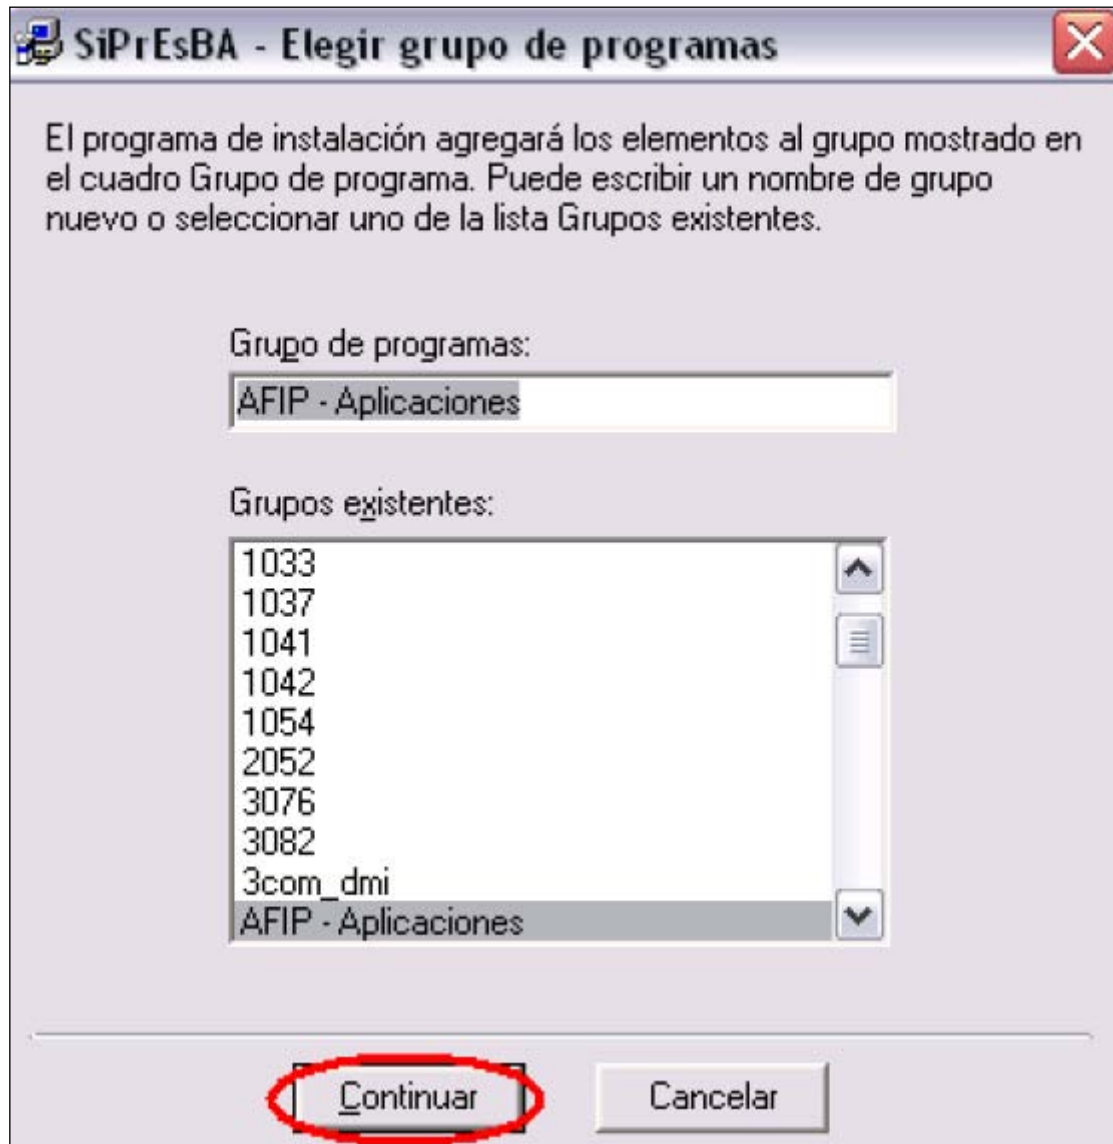 SiPrEsBA - Elegir grupo de programas
El programa de instalación agregará los elementos al grupo mostrado en
el cuadro Grupo de programa. Puede escribir un nombre de grupo
nuevo o seleccionar uno de la lista Grupos existentes.
Grupo de programas:
AFIP - Aplicaciones
Grupos existentes:
1033
1037
1041
1042
1054
2052
3076
3082
3com_dmi
AFIP - Aplicaciones
Continuar Cancelar